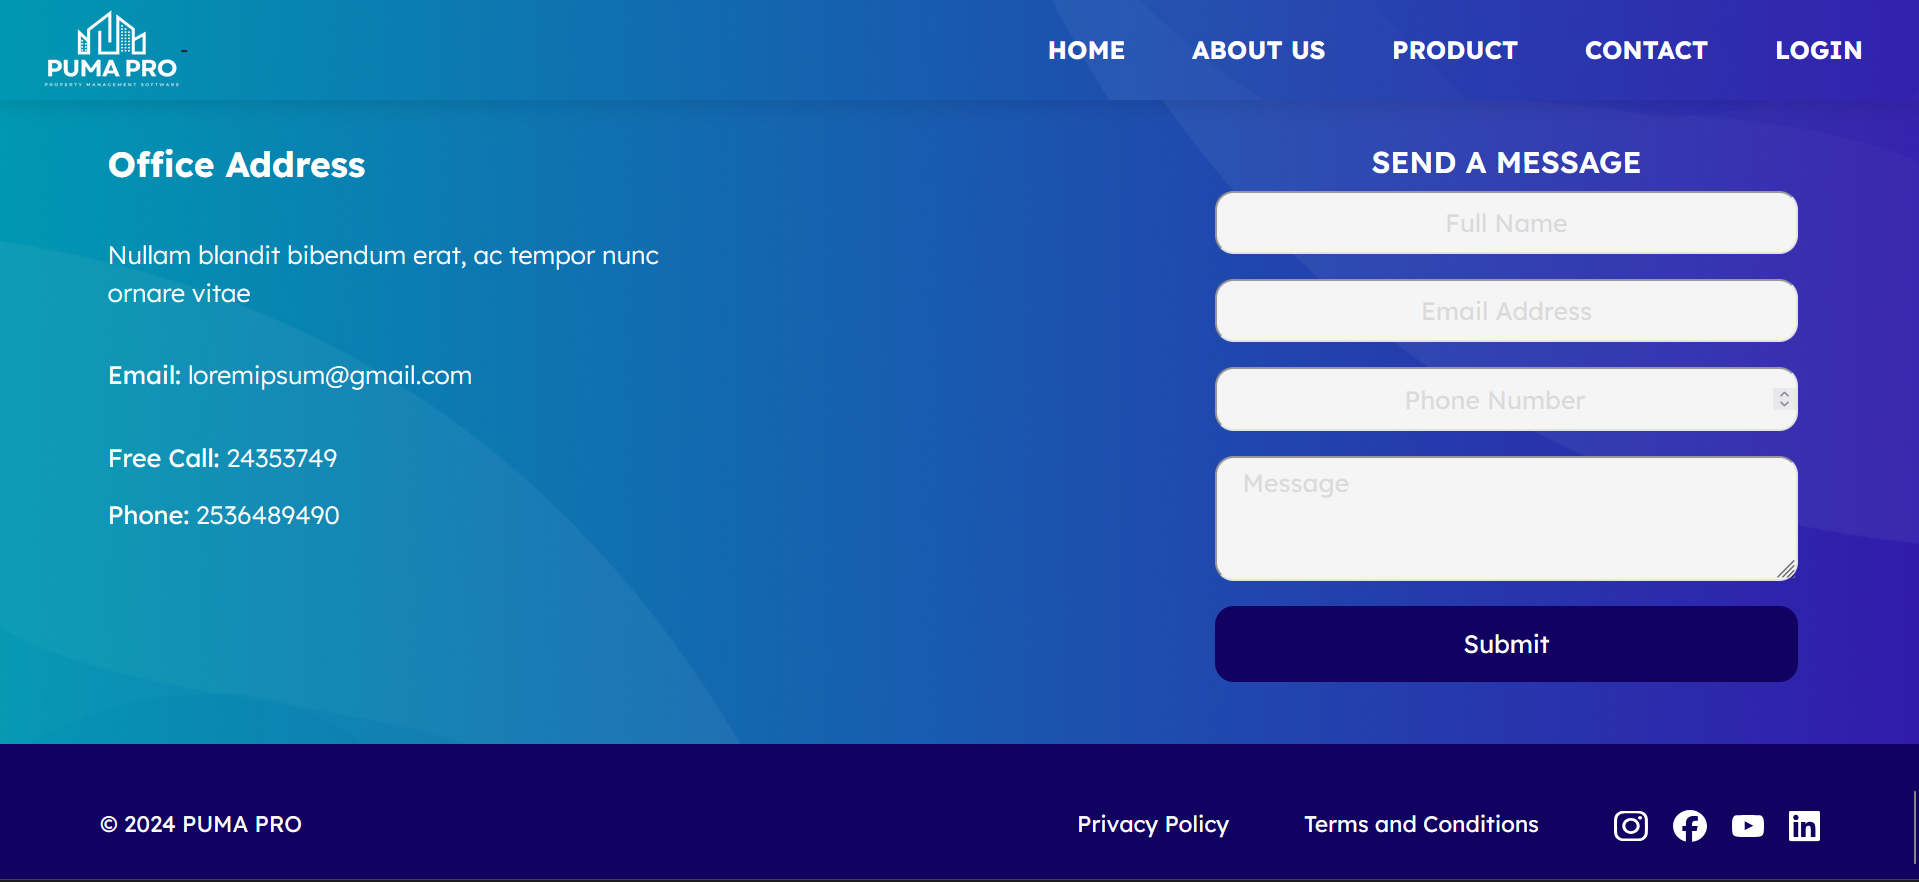 PUMA PRO
PROPERTY MANAGEMENT SOFTWARE
-
HOME ABOUT US PRODUCT CONTACT LOGIN
Office Address
Nullam blandit bibendum erat, ac tempor nunc
ornare vitae
Email: loremipsum@gmail.com
Free Call: 24353749
Phone: 2536489490
SEND A MESSAGE
Full Name
Email Address
Phone Number
Message
Submit
© 2024 PUMA PRO
Privacy Policy
Terms and Conditions